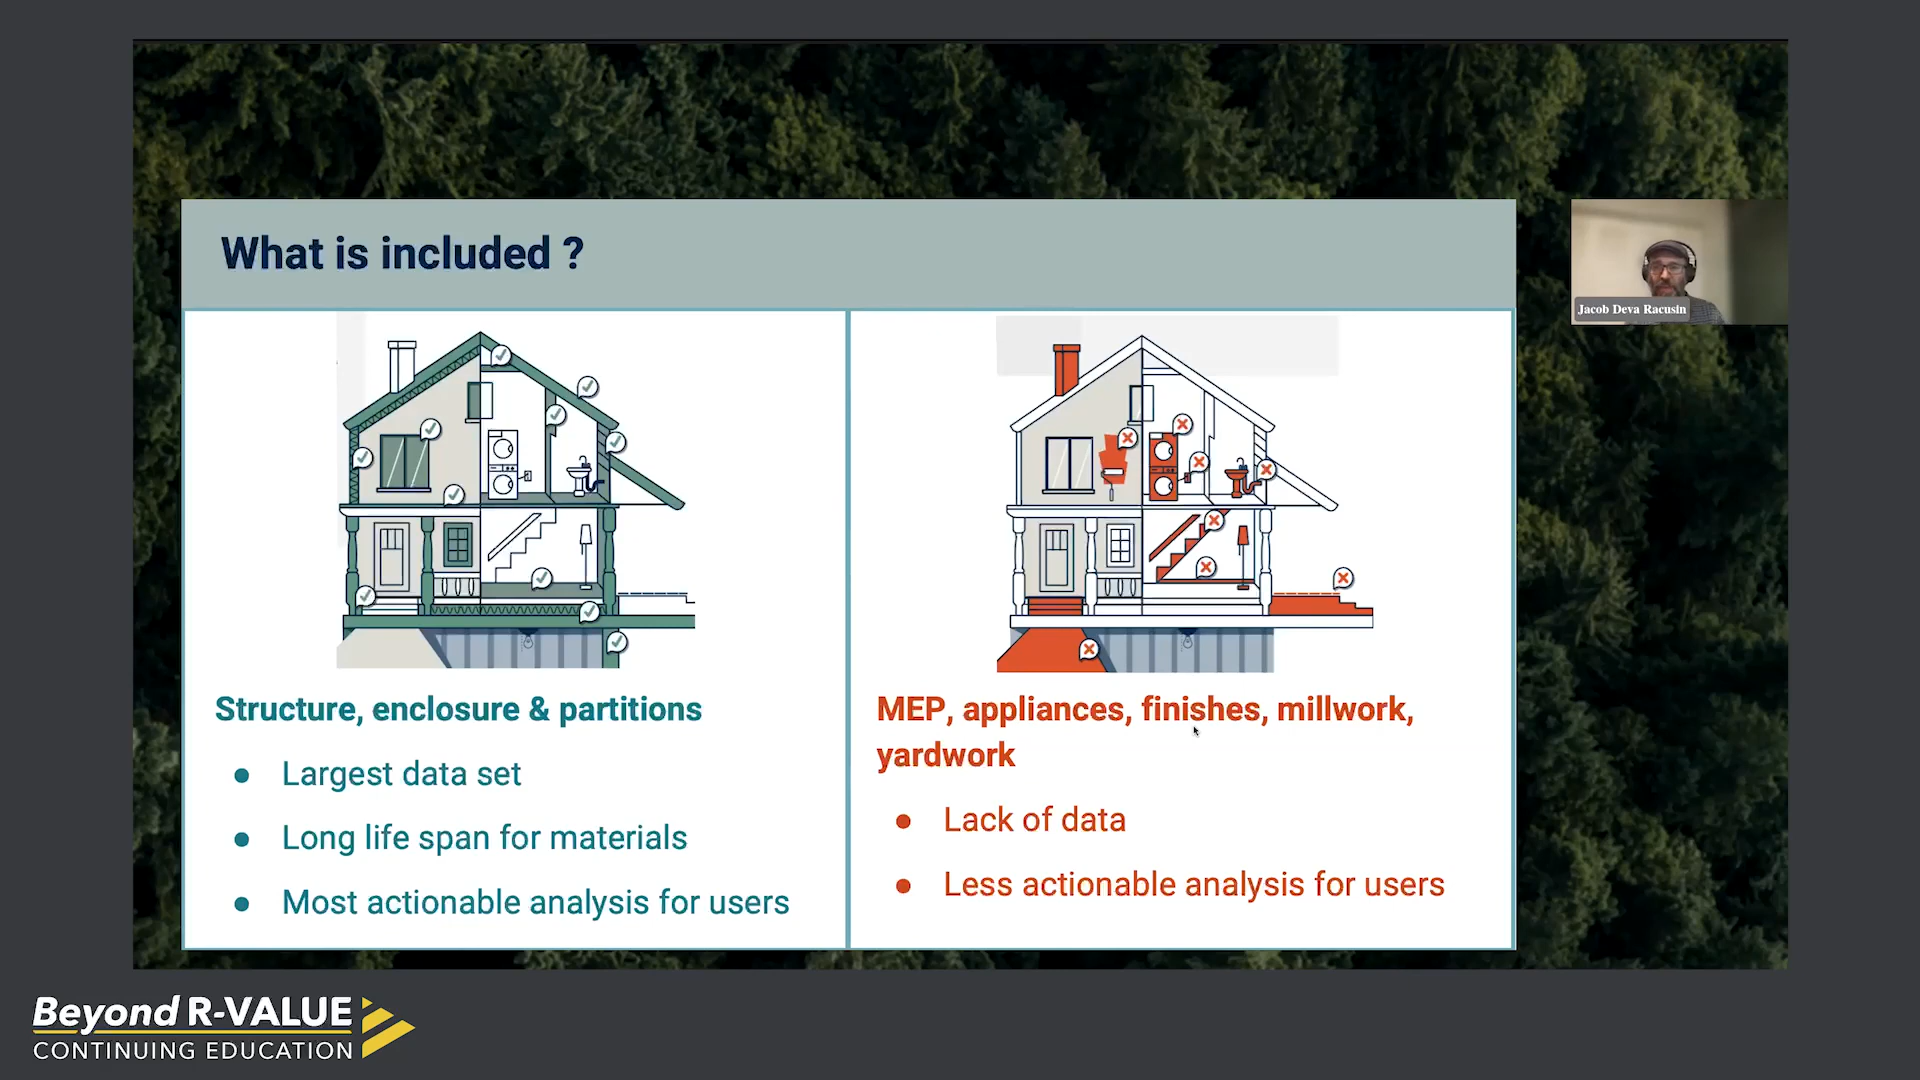 What is included ?
Jacob Deva Racusin
Structure, enclosure & partitions
● Largest data set
● Long life span for materials
● Most actionable analysis for users
MEP, appliances, finishes, millwork,
yardwork
● Lack of data
● Less actionable analysis for users
Beyond R-VALUE
CONTINUING EDUCATION